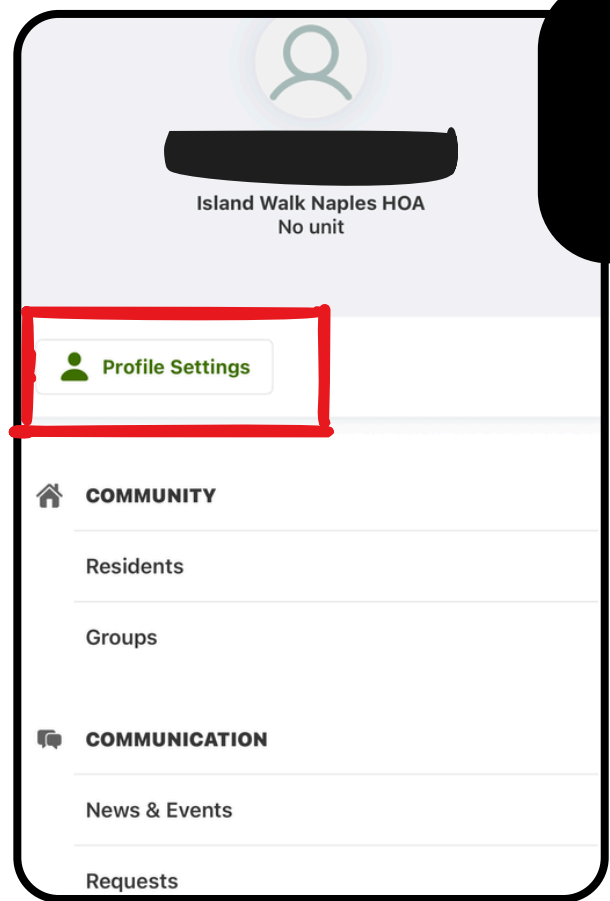 Island Walk Naples HOA
No unit
Profile Settings
COMMUNITY
Residents
Groups
COMMUNICATION
News & Events
Requests